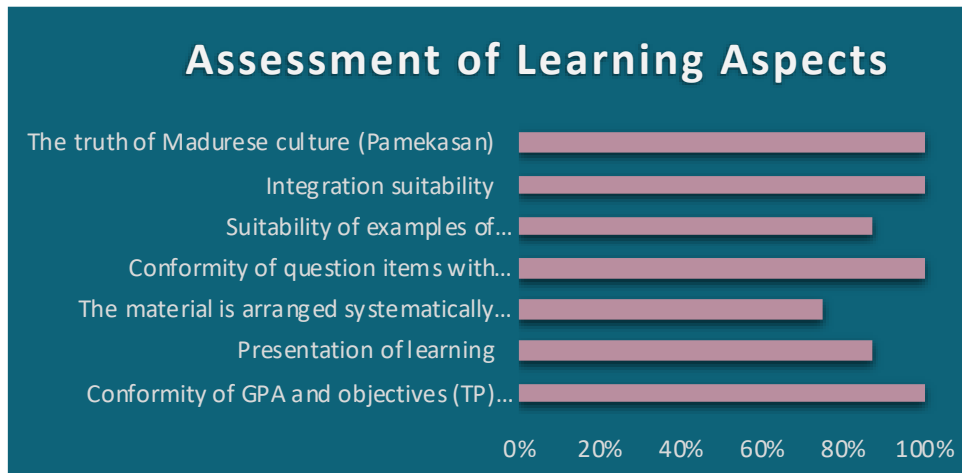 Assessment of Learning Aspects
The truth of Madurese culture (Pamekasan)
Integration suitability
Suitability of examples of...
Conformity of question items with...
The material is arranged systematically...
Presentation of learning
Conformity of GPA and objectives (TP)...
0% 20% 40% 60% 80% 100%